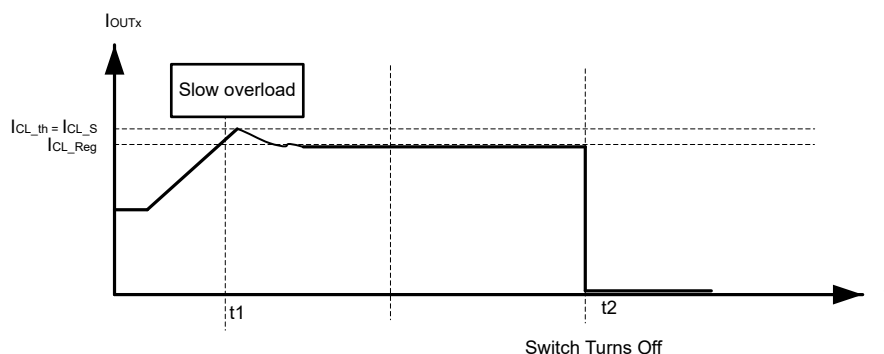 IOUTx
Slow overload
ICL_th = ICL_S
ICL_Reg
t1
t2
Switch Turns Off